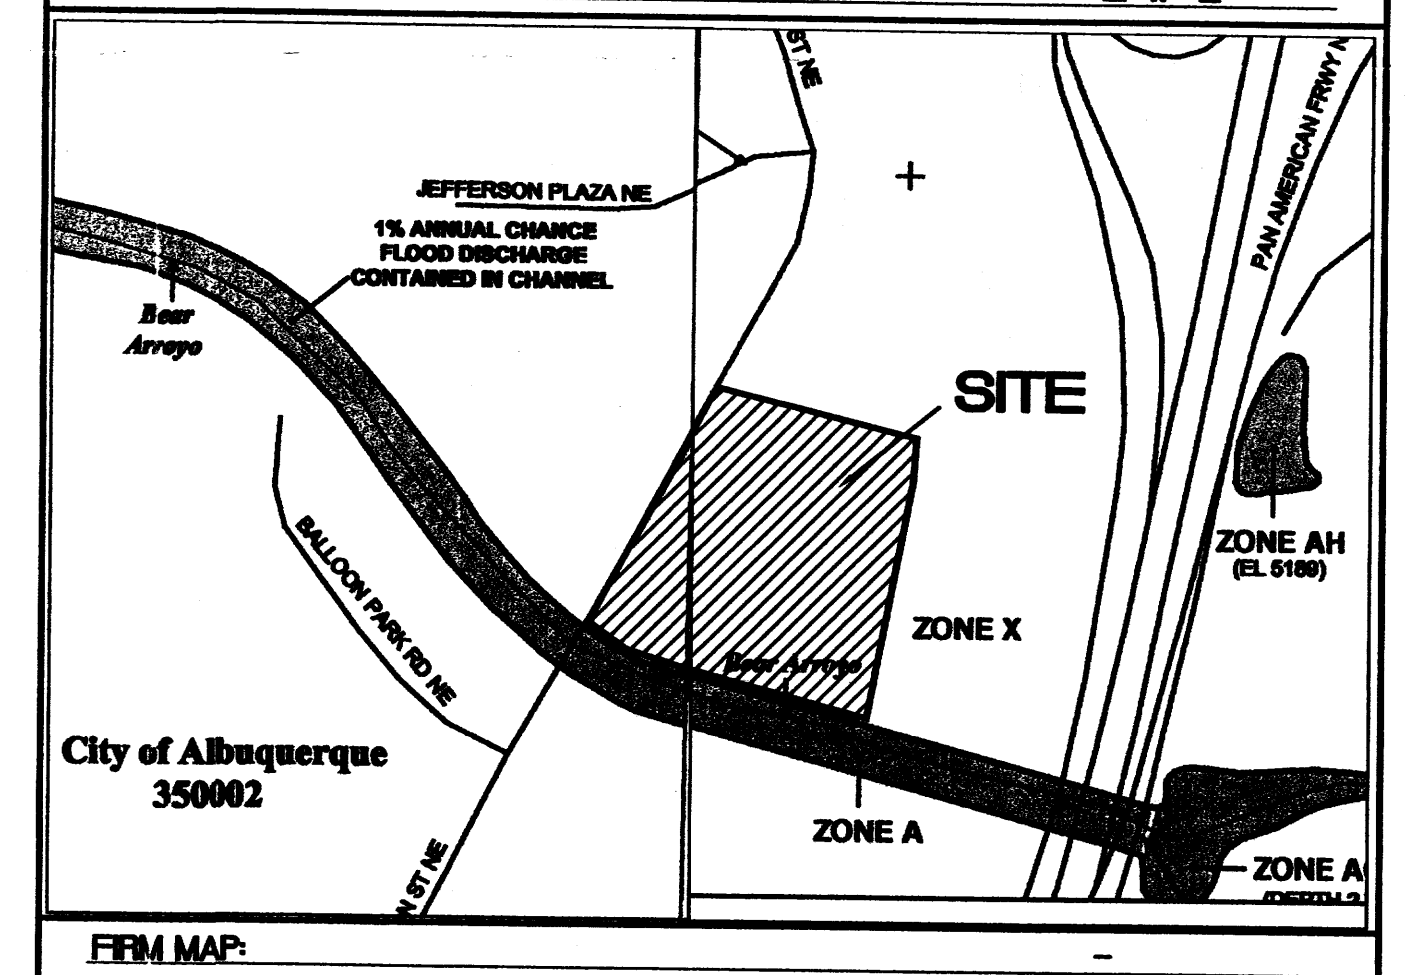 ST NE
PAN AMERICAN FRWY N
JEFFERSON PLAZA NE
1% ANNUAL CHANCE
FLOOD DISCHARGE
CONTAINED IN CHANNEL
Bear
Arroyo
SITE
ZONE AH
(EL 5189)
BALLOON PARK RD NE
ZONE X
Bear Arroyo
City of Albuquerque
350002
ZONE A
N ST NE
ZONE A
(DEPTH 2
FIRM MAP: